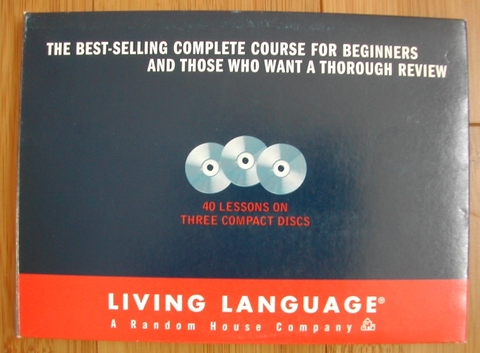 THE BEST-SELLING COMPLETE COURSE FOR BEGINNERS
AND THOSE WHO WANT A THOROUGH REVIEW
40 LESSONS ON
THREE COMPACT DISCS
LIVING LANGUAGE®
A Random House Company